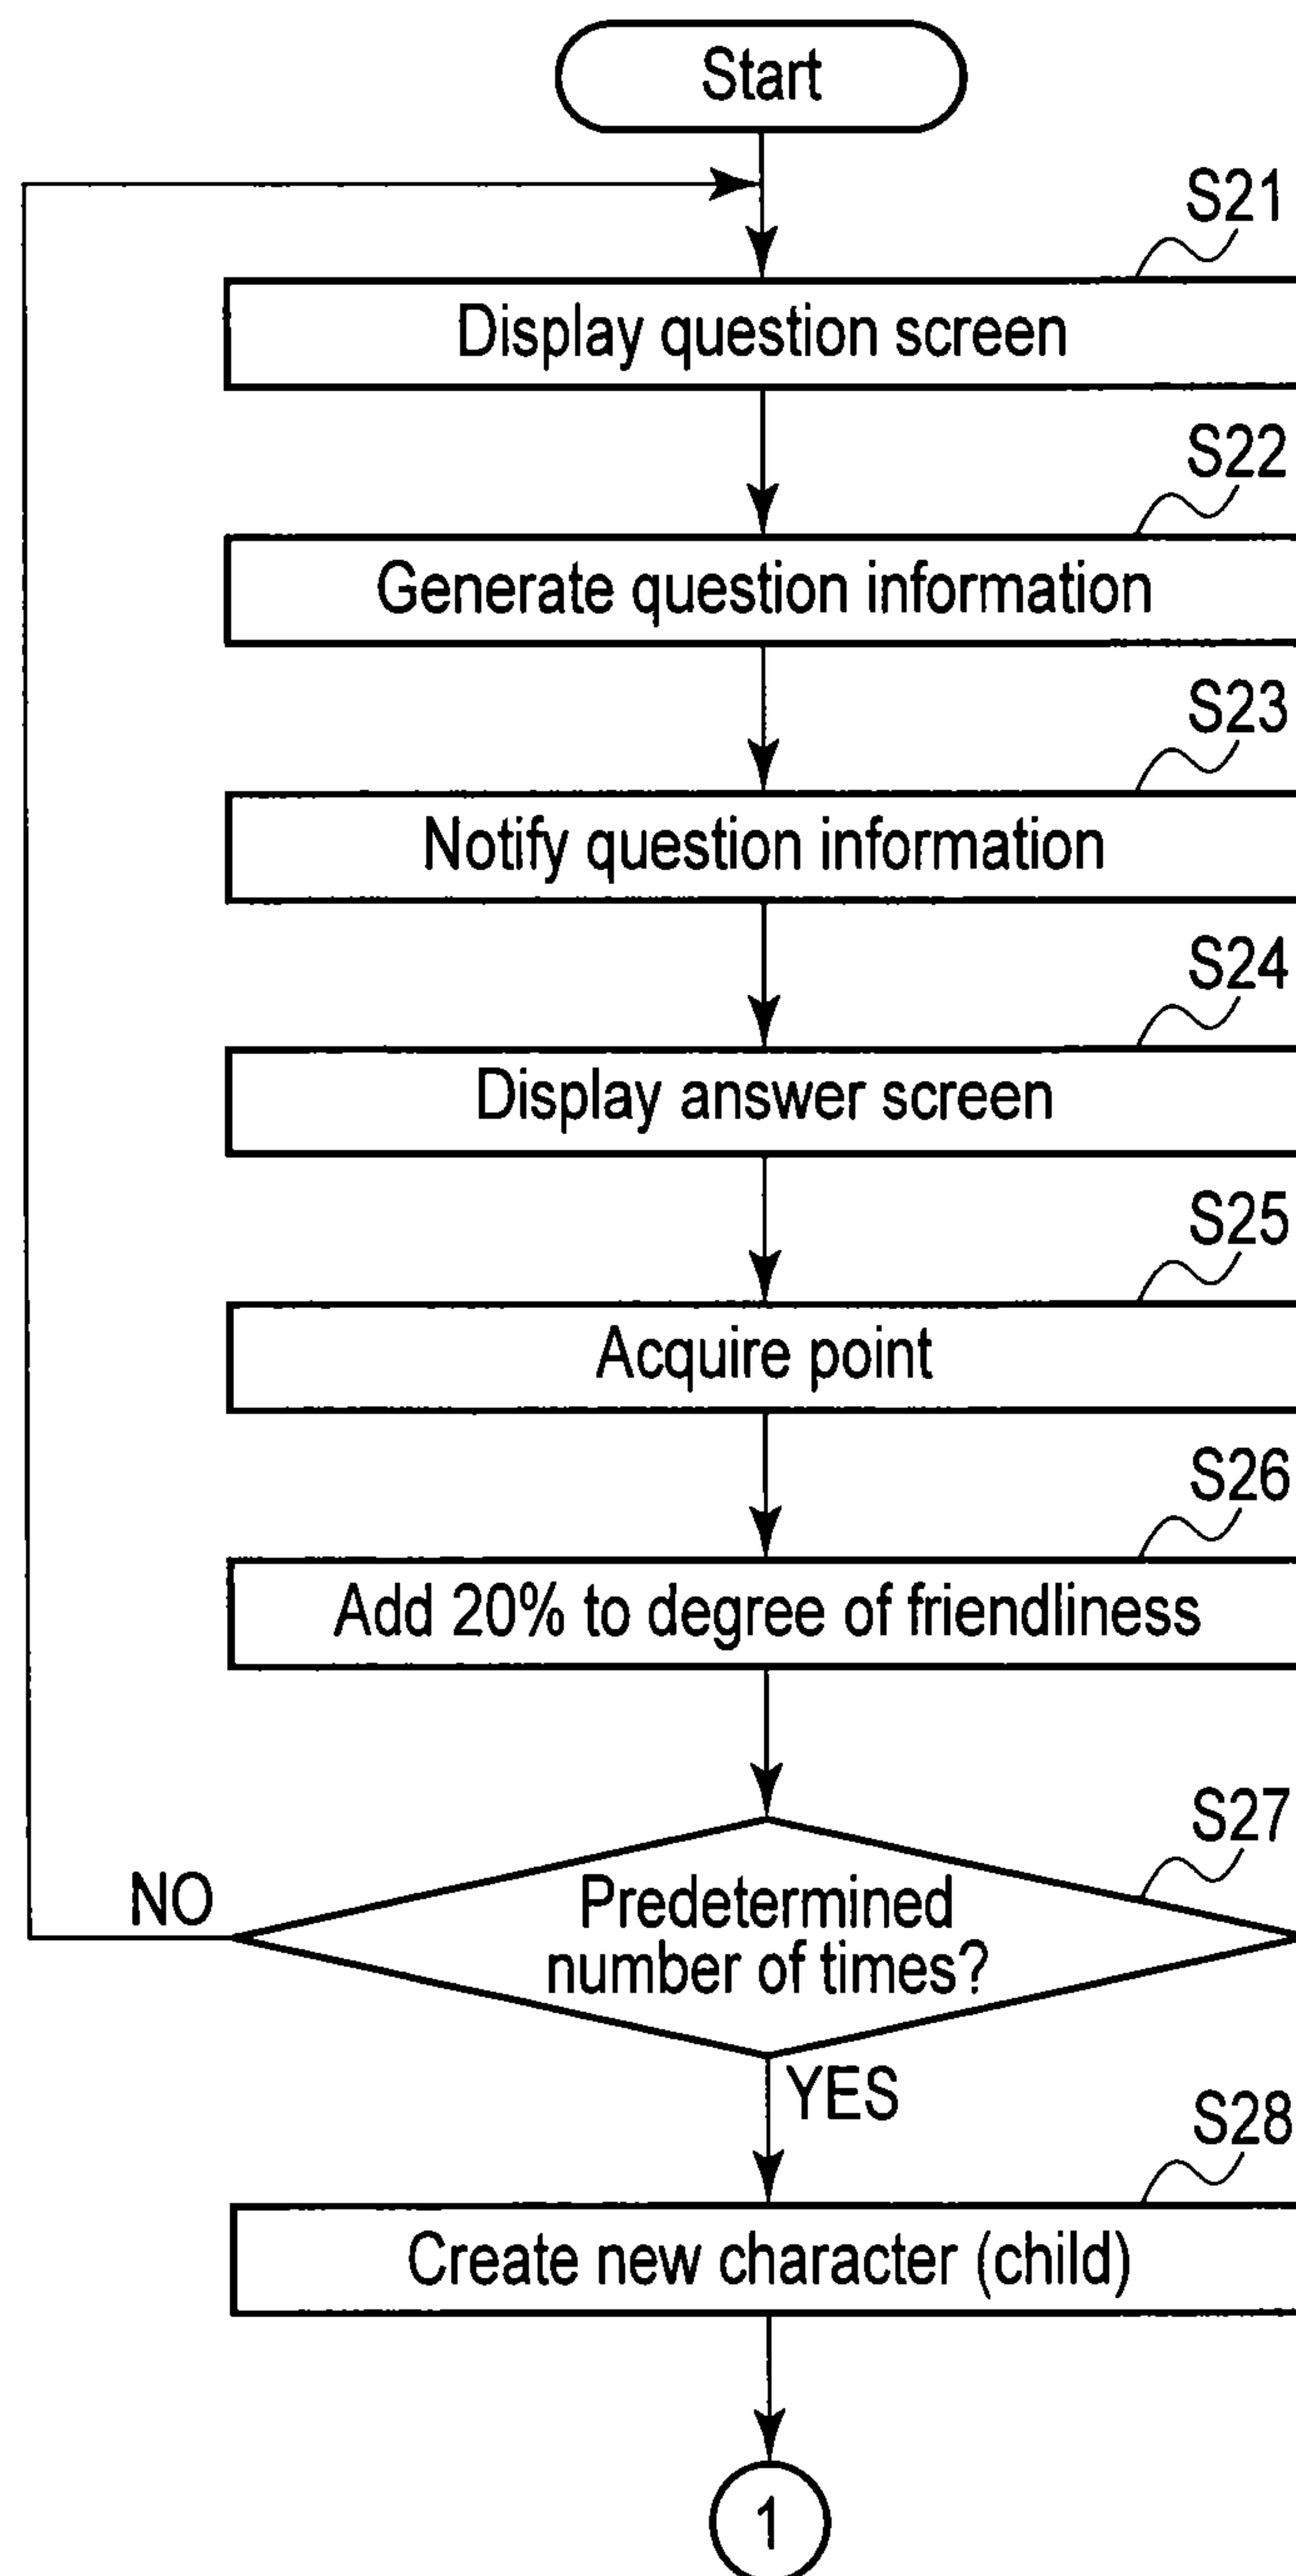 Start
S21
Display question screen
S22
Generate question information
S23
Notify question information
S24
Display answer screen
S25
Acquire point
S26
Add 20% to degree of friendliness
S27
NO
Predetermined
number of times?
YES
S28
Create new character (child)
1